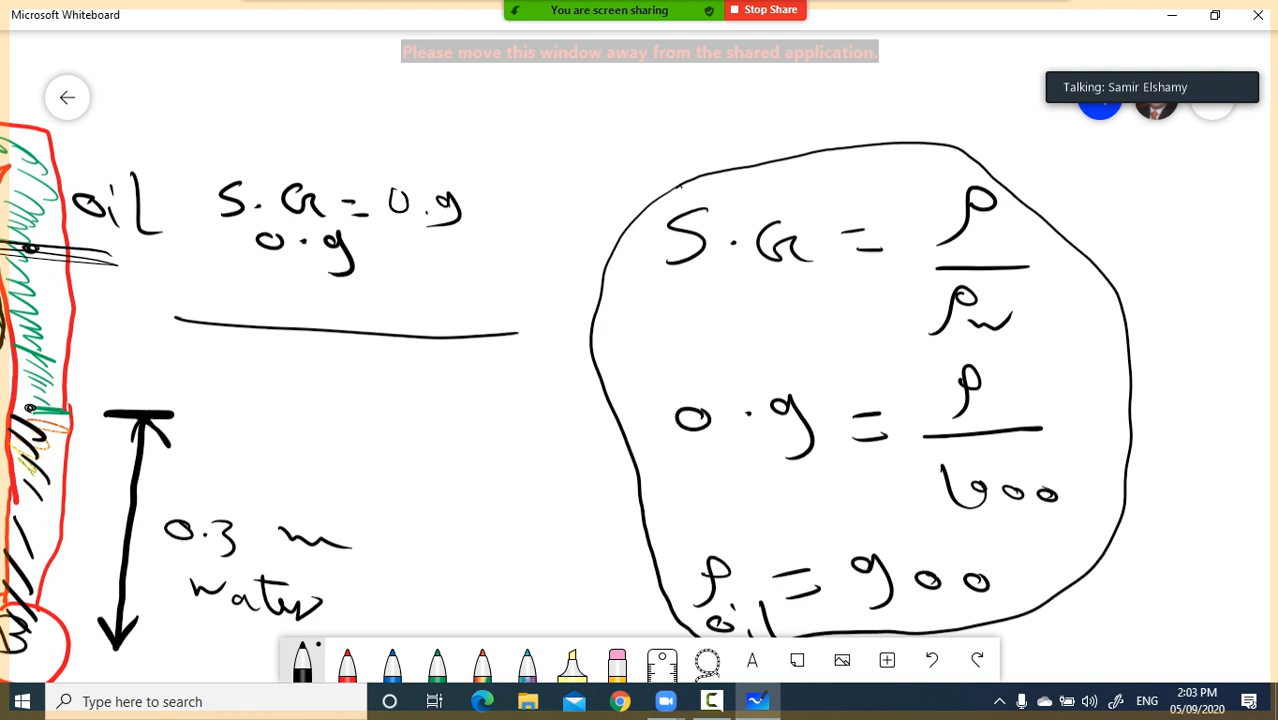 Microsoft Whiteboard
You are screen sharing
Stop Share
Please move this window away from the shared application.
Talking: Samir Elshamy
oil S.G = 0.9
0.9
0.3 m
water
S.G = ρ / ρw
0.9 = ρ / 1000
ρoil = 900
A
Type here to search
ENG
2:03 PM
05/09/2020